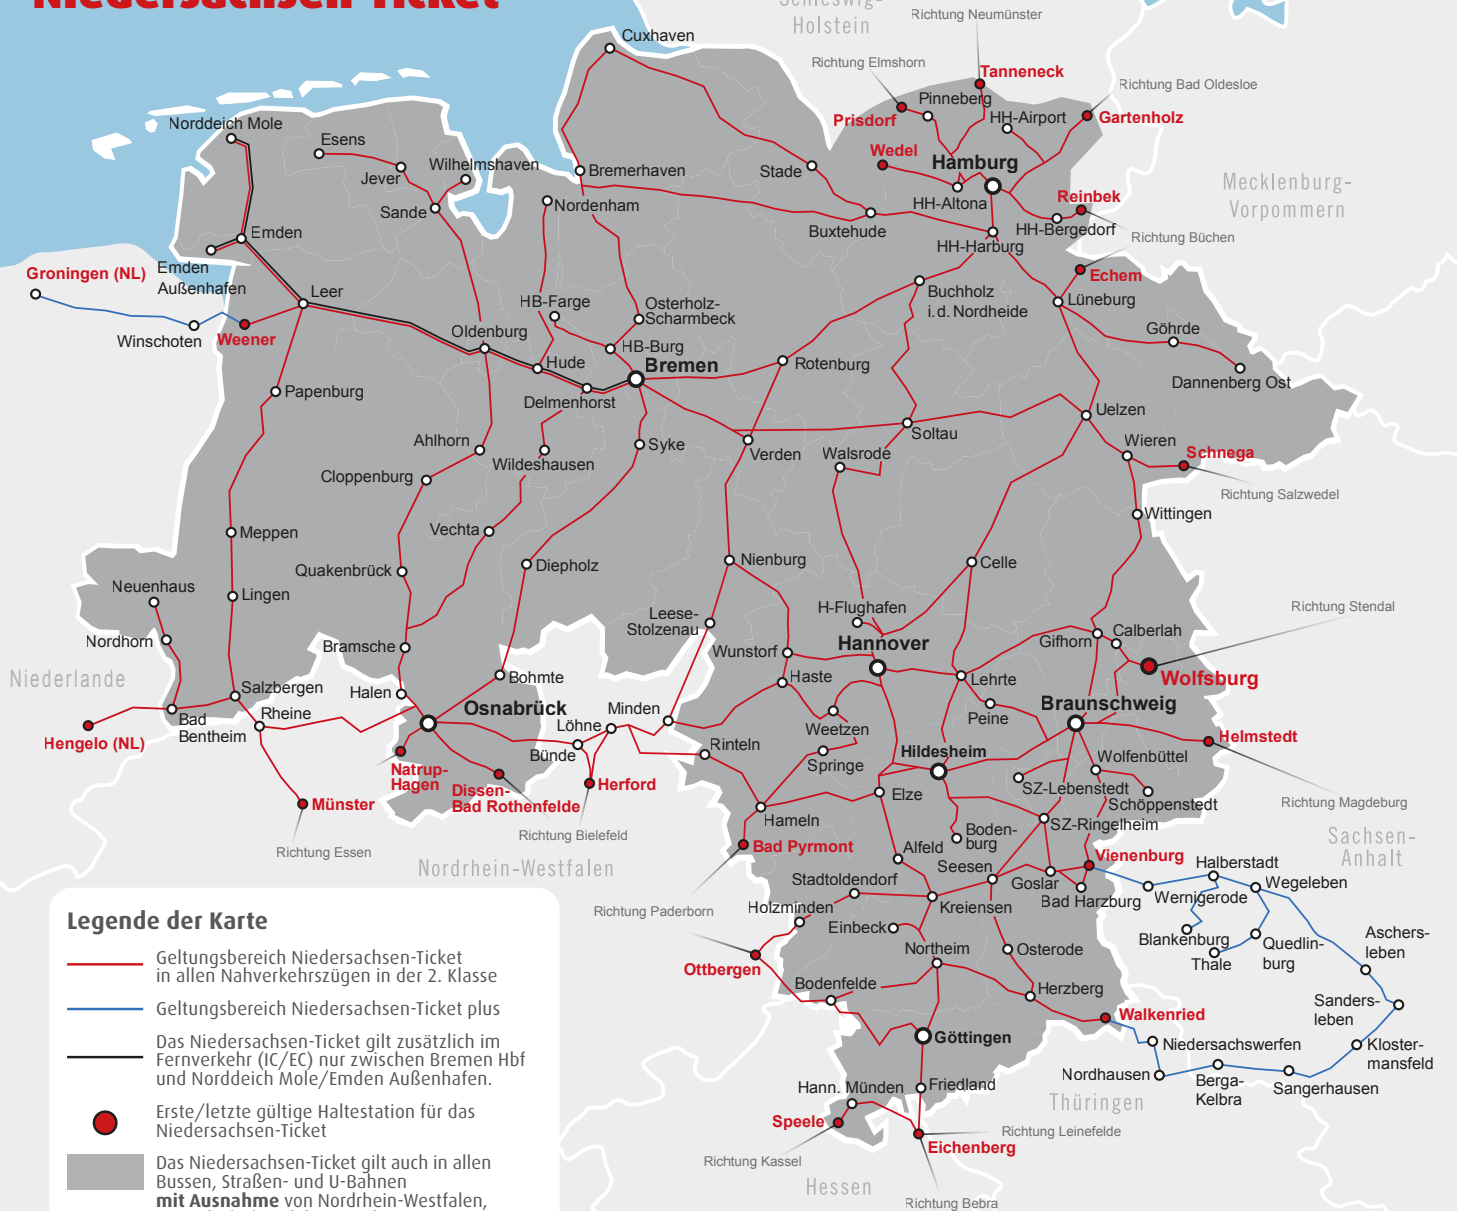 Niedersachsen-Ticket
Schleswig-
Holstein
Richtung Neumünster
Cuxhaven
Richtung Elmshorn
Tanneneck
Richtung Bad Oldesloe
Pinneberg
Prisdorf
HH-Airport
Gartenholz
Norddeich Mole
Esens
Wilhelmshaven
Jever
Bremerhaven
Stade
Wedel
Hamburg
Mecklenburg-
Vorpommern
Sande
Nordenham
HH-Altona
Reinbek
Buxtehude
HH-Bergedorf
HH-Harburg
Richtung Büchen
Emden
Emden
Außenhafen
Groningen (NL)
Echem
Leer
Buchholz
i.d. Nordheide
Lüneburg
HB-Farge
Osterholz-
Scharmbeck
Winschoten
Weener
Oldenburg
Göhrde
HB-Burg
Hude
Bremen
Rotenburg
Dannenberg Ost
Papenburg
Delmenhorst
Uelzen
Ahlhorn
Syke
Verden
Soltau
Wieren
Wildeshausen
Walsrode
Schnega
Cloppenburg
Richtung Salzwedel
Wittingen
Meppen
Vechta
Quakenbrück
Diepholz
Nienburg
Celle
Neuenhaus
Lingen
Leese-
Stolzenau
H-Flughafen
Richtung Stendal
Nordhorn
Bramsche
Hannover
Gifhorn
Calberlah
Wunstorf
Niederlande
Salzbergen
Halen
Bohmte
Haste
Lehrte
Wolfsburg
Bad
Bentheim
Rheine
Osnabrück
Löhne
Minden
Peine
Braunschweig
Hengelo (NL)
Bünde
Rinteln
Weetzen
Hildesheim
Helmstedt
Springe
Wolfenbüttel
Natrup-
Hagen
Dissen-
Bad Rothenfelde
Herford
SZ-Lebenstedt
Schöppenstedt
Münster
Elze
Richtung Magdeburg
Hameln
SZ-Ringelheim
Richtung Bielefeld
Boden-
burg
Sachsen-
Anhalt
Richtung Essen
Bad Pyrmont
Alfeld
Vienenburg
Nordrhein-Westfalen
Seesen
Goslar
Halberstadt
Stadtoldendorf
Bad Harzburg
Wernigerode
Wegeleben
Richtung Paderborn
Holzminden
Kreiensen
Einbeck
Blankenburg
Thale
Quedlin-
burg
Aschers-
leben
Northeim
Osterode
Ottbergen
Bodenfelde
Herzberg
Sanders-
leben
Walkenried
Göttingen
Niedersachswerfen
Kloster-
mansfeld
Nordhausen
Berga-
Kelbra
Sangerhausen
Hann. Münden
Friedland
Thüringen
Speele
Richtung Leinefelde
Eichenberg
Richtung Kassel
Hessen
Richtung Bebra
Legende der Karte
Geltungsbereich Niedersachsen-Ticket
in allen Nahverkehrszügen in der 2. Klasse
Geltungsbereich Niedersachsen-Ticket plus
Das Niedersachsen-Ticket gilt zusätzlich im
Fernverkehr (IC/EC) nur zwischen Bremen Hbf
und Norddeich Mole/Emden Außenhafen.
Erste/letzte gültige Haltestation für das
Niedersachsen-Ticket
Das Niedersachsen-Ticket gilt auch in allen
Bussen, Straßen- und U-Bahnen
mit Ausnahme von Nordrhein-Westfalen,